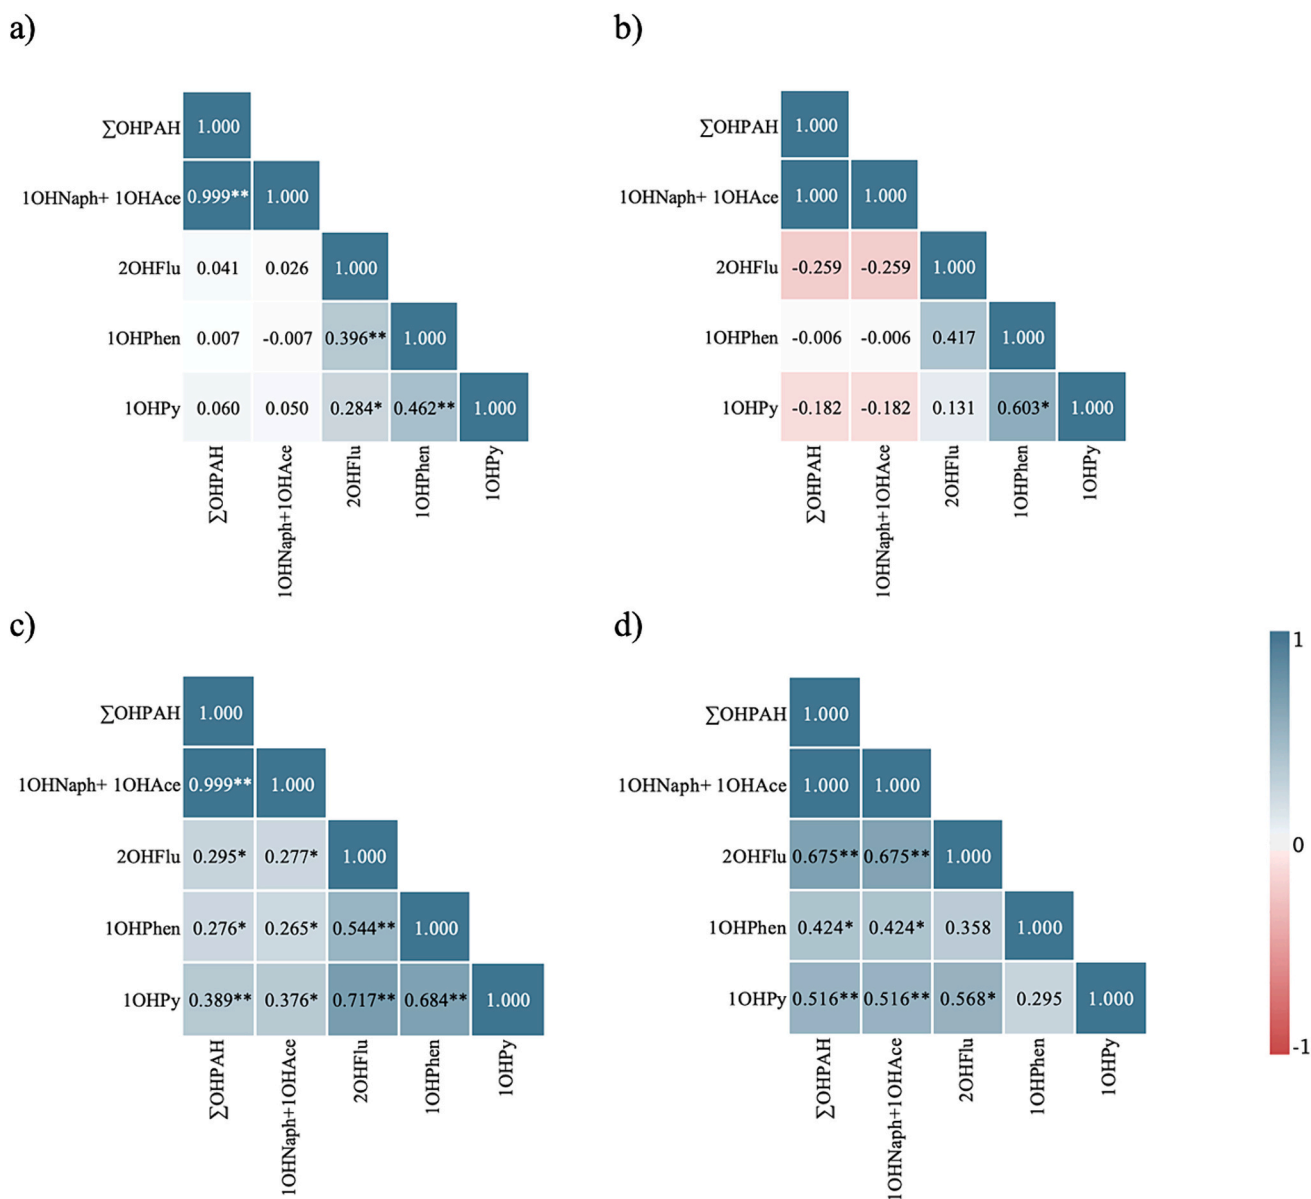 a)
∑OHPAH 1.000
1OHNaph+ 1OHAce 0.999** 1.000
2OHFlu 0.041 0.026 1.000
1OHPhen 0.007 -0.007 0.396** 1.000
1OHPy 0.060 0.050 0.284* 0.462** 1.000
∑OHPAH
1OHNaph+1OHAce
2OHFlu
1OHPhen
1OHPy
b)
∑OHPAH 1.000
1OHNaph+ 1OHAce 1.000 1.000
2OHFlu -0.259 -0.259 1.000
1OHPhen -0.006 -0.006 0.417 1.000
1OHPy -0.182 -0.182 0.131 0.603* 1.000
∑OHPAH
1OHNaph+1OHAce
2OHFlu
1OHPhen
1OHPy
c)
∑OHPAH 1.000
1OHNaph+ 1OHAce 0.999** 1.000
2OHFlu 0.295* 0.277* 1.000
1OHPhen 0.276* 0.265* 0.544** 1.000
1OHPy 0.389** 0.376* 0.717** 0.684** 1.000
∑OHPAH
1OHNaph+1OHAce
2OHFlu
1OHPhen
1OHPy
d)
∑OHPAH 1.000
1OHNaph+ 1OHAce 1.000 1.000
2OHFlu 0.675** 0.675** 1.000
1OHPhen 0.424* 0.424* 0.358 1.000
1OHPy 0.516** 0.516** 0.568* 0.295 1.000
∑OHPAH
1OHNaph+1OHAce
2OHFlu
1OHPhen
1OHPy
1
0
-1